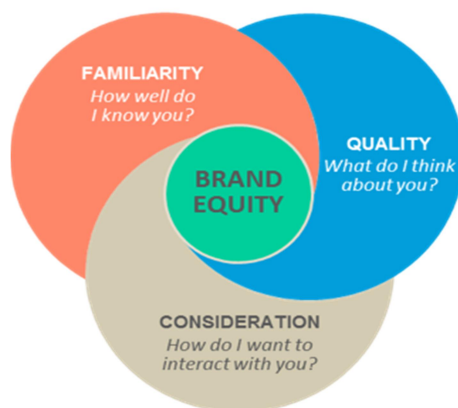 FAMILIARITY
How well do
I know you?
QUALITY
What do I think
about you?
BRAND
EQUITY
CONSIDERATION
How do I want to
interact with you?